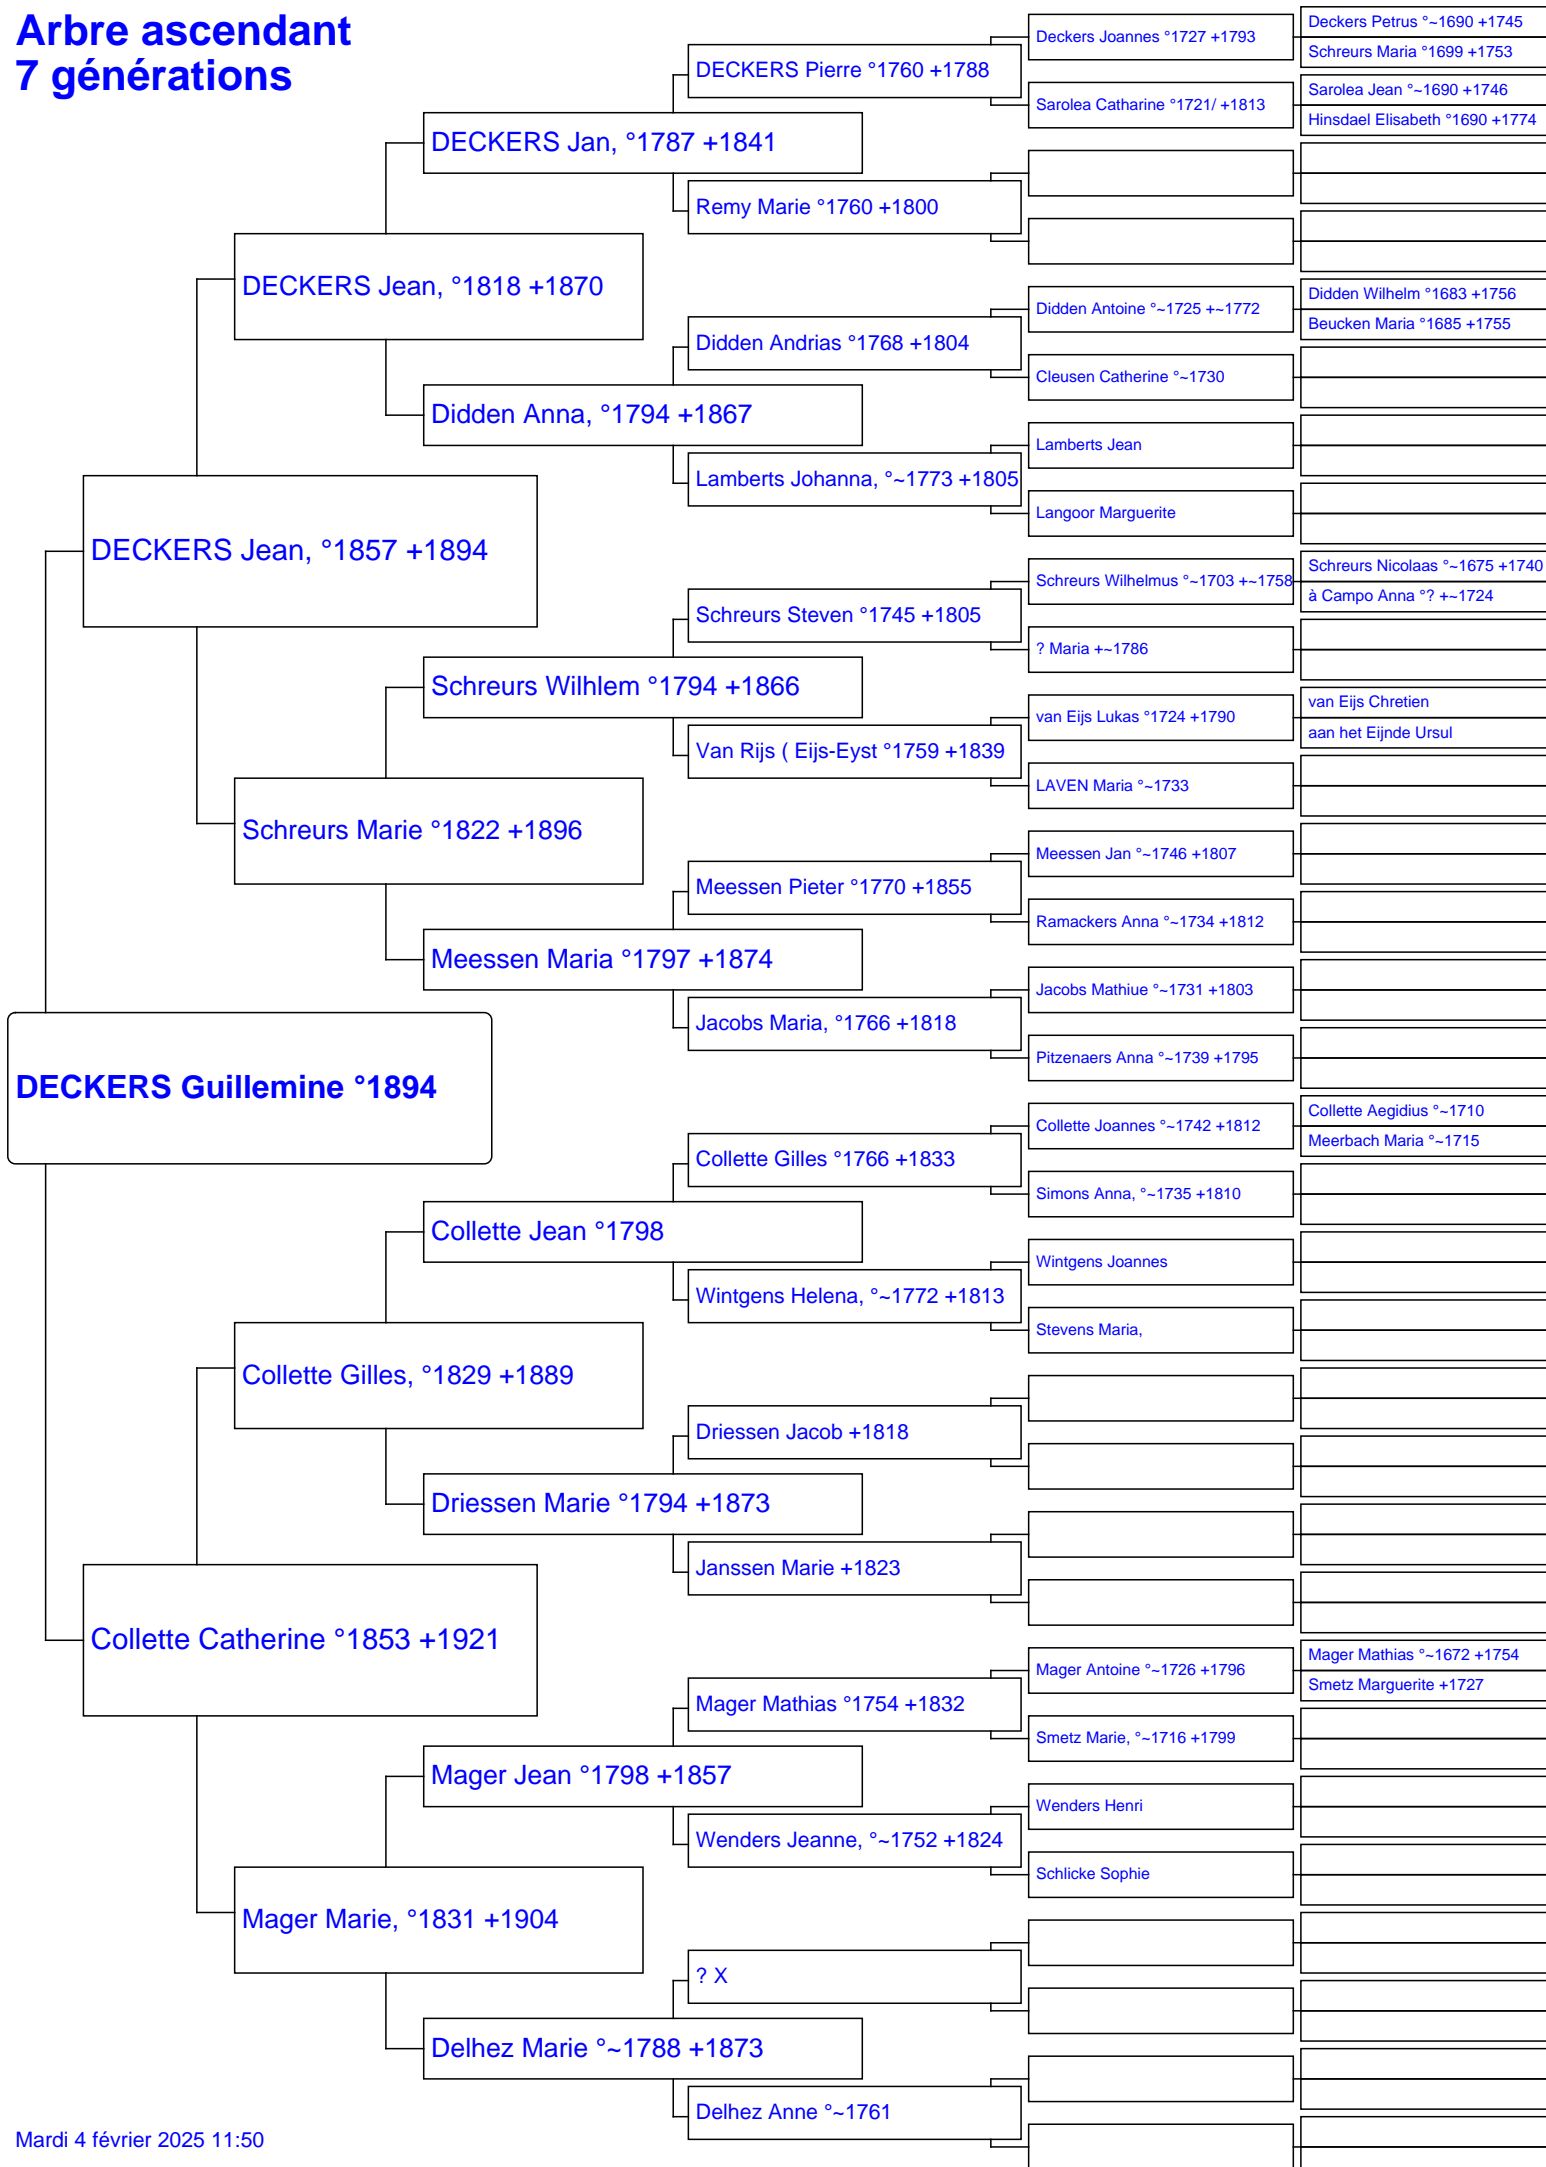 Arbre ascendant
7 générations
DECKERS Guillemine °1894
DECKERS Jean, °1857 +1894
Collette Catherine °1853 +1921
DECKERS Jean, °1818 +1870
Schreurs Marie °1822 +1896
Collette Gilles, °1829 +1889
Mager Marie, °1831 +1904
DECKERS Jan, °1787 +1841
Didden Anna, °1794 +1867
Schreurs Wilhlem °1794 +1866
Meessen Maria °1797 +1874
Collette Jean °1798
Driessen Marie °1794 +1873
Mager Jean °1798 +1857
Delhez Marie °~1788 +1873
DECKERS Pierre °1760 +1788
Remy Marie °1760 +1800
Didden Andrias °1768 +1804
Lamberts Johanna, °~1773 +1805
Schreurs Steven °1745 +1805
Van Rijs ( Eijs-Eyst °1759 +1839
Meessen Pieter °1770 +1855
Jacobs Maria, °1766 +1818
Collette Gilles °1766 +1833
Wintgens Helena, °~1772 +1813
Driessen Jacob +1818
Janssen Marie +1823
Mager Mathias °1754 +1832
Wenders Jeanne, °~1752 +1824
? X
Delhez Anne °~1761
Deckers Joannes °1727 +1793
Sarolea Catharine °1721/ +1813
Didden Antoine °~1725 +~1772
Cleusen Catherine °~1730
Lamberts Jean
Langoor Marguerite
Schreurs Wilhelmus °~1703 +~1758
? Maria +~1786
van Eijs Lukas °1724 +1790
LAVEN Maria °~1733
Meessen Jan °~1746 +1807
Ramackers Anna °~1734 +1812
Jacobs Mathiue °~1731 +1803
Pitzenaers Anna °~1739 +1795
Collette Joannes °~1742 +1812
Simons Anna, °~1735 +1810
Wintgens Joannes
Stevens Maria,
Mager Antoine °~1726 +1796
Smetz Marie, °~1716 +1799
Wenders Henri
Schlicke Sophie
Deckers Petrus °~1690 +1745
Schreurs Maria °1699 +1753
Sarolea Jean °~1690 +1746
Hinsdael Elisabeth °1690 +1774
Didden Wilhelm °1683 +1756
Beucken Maria °1685 +1755
Schreurs Nicolaas °~1675 +1740
à Campo Anna °? +~1724
van Eijs Chretien
aan het Eijnde Ursul
Collette Aegidius °~1710
Meerbach Maria °~1715
Mager Mathias °~1672 +1754
Smetz Marguerite +1727
Mardi 4 février 2025 11:50